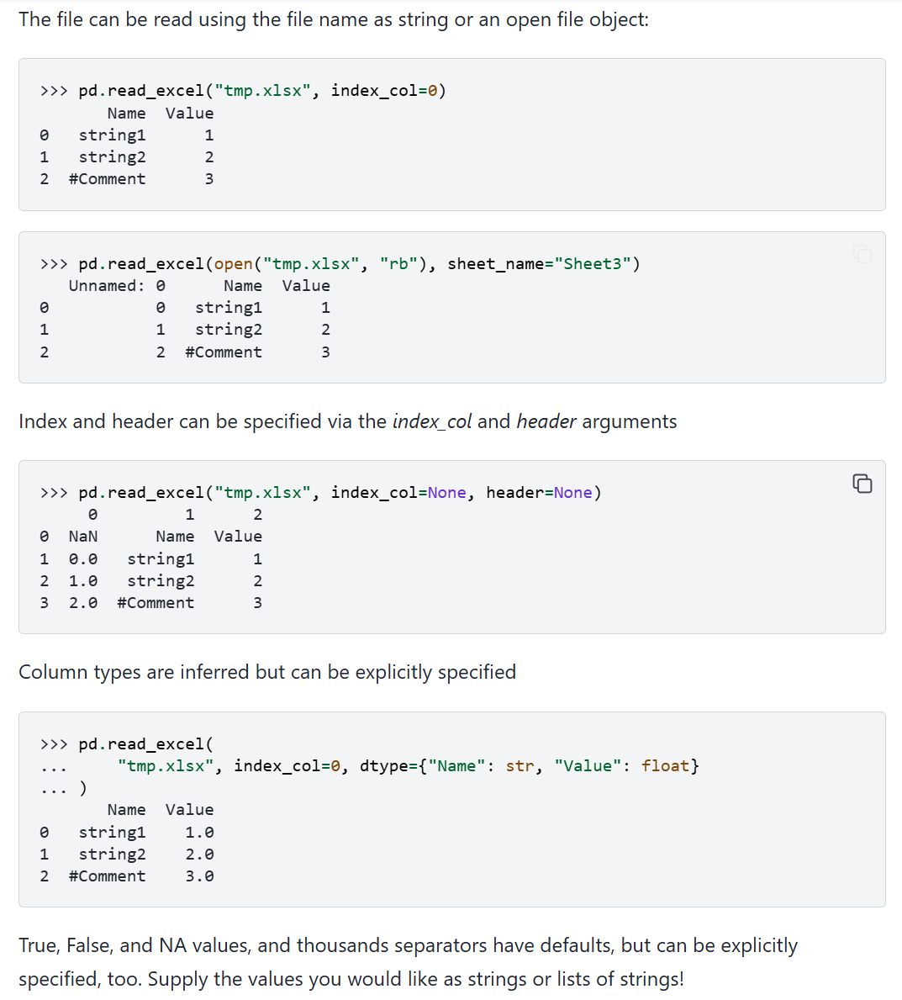 The file can be read using the file name as string or an open file object:
>>> pd.read_excel("tmp.xlsx", index_col=0)
       Name  Value
0   string1      1
1   string2      2
2  #Comment      3
>>> pd.read_excel(open("tmp.xlsx", "rb"), sheet_name="Sheet3")
   Unnamed: 0      Name  Value
0           0   string1      1
1           1   string2      2
2           2  #Comment      3
Index and header can be specified via the index_col and header arguments
>>> pd.read_excel("tmp.xlsx", index_col=None, header=None)
     0         1      2
0  NaN      Name  Value
1  0.0   string1      1
2  1.0   string2      2
3  2.0  #Comment      3
Column types are inferred but can be explicitly specified
>>> pd.read_excel(
...     "tmp.xlsx", index_col=0, dtype={"Name": str, "Value": float}
... )
       Name  Value
0   string1    1.0
1   string2    2.0
2  #Comment    3.0
True, False, and NA values, and thousands separators have defaults, but can be explicitly
specified, too. Supply the values you would like as strings or lists of strings!